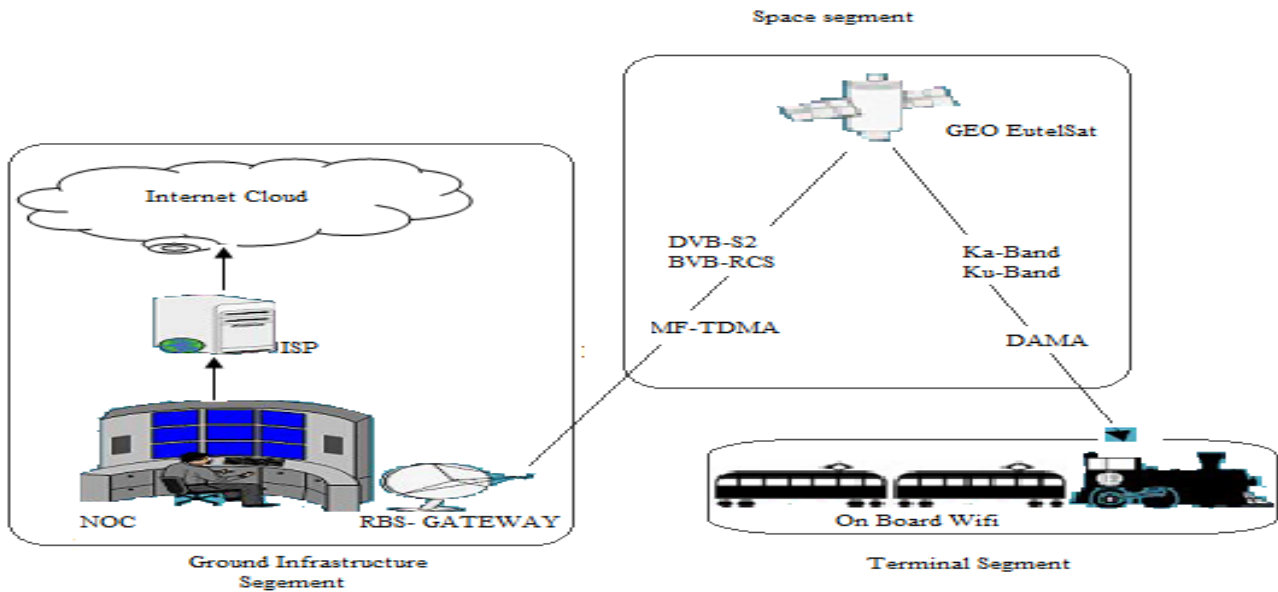 Space segment
GEO EutelSat
Internet Cloud
DVB-S2
BVB-RCS
Ka-Band
Ku-Band
MF-TDMA
DAMA
ISP
:
NOC
RBS- GATEWAY
On Board Wifi
Ground Infrastructure
Segement
Terminal Segment